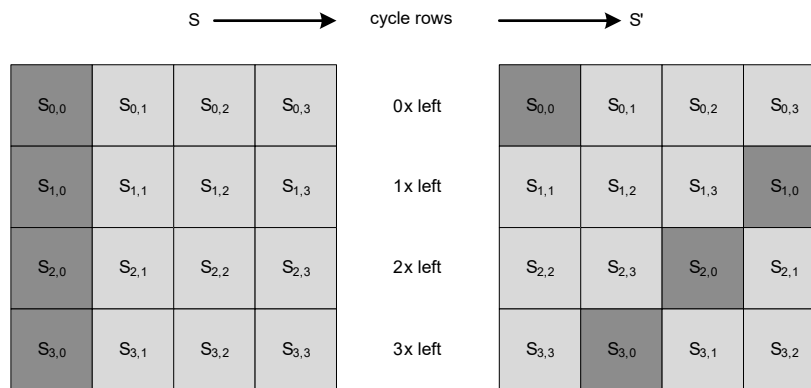 S cycle rows S'
S0,0 S0,1 S0,2 S0,3 0x left S0,0 S0,1 S0,2 S0,3
S1,0 S1,1 S1,2 S1,3 1x left S1,1 S1,2 S1,3 S1,0
S2,0 S2,1 S2,2 S2,3 2x left S2,2 S2,3 S2,0 S2,1
S3,0 S3,1 S3,2 S3,3 3x left S3,3 S3,0 S3,1 S3,2